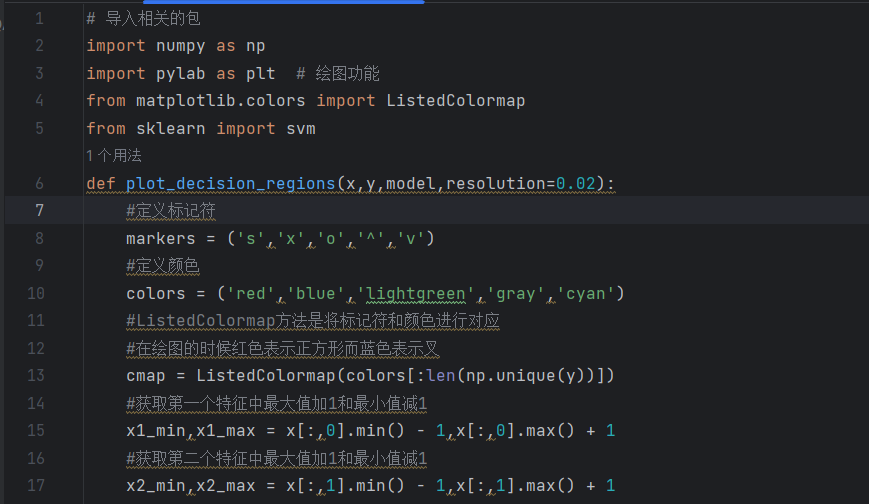 1 # 导入相关的包
2 import numpy as np
3 import pylab as plt  # 绘图功能
4 from matplotlib.colors import ListedColormap
5 from sklearn import svm
1 个用法
6 def plot_decision_regions(x,y,model,resolution=0.02):
7     #定义标记符
8     markers = ('s','x','o','^','v')
9     #定义颜色
10     colors = ('red','blue','lightgreen','gray','cyan')
11     #ListedColormap方法是将标记符和颜色进行对应
12     #在绘图的时候红色表示正方形而蓝色表示叉
13     cmap = ListedColormap(colors[:len(np.unique(y))])
14     #获取第一个特征中最大值加1和最小值减1
15     x1_min,x1_max = x[:,0].min() - 1,x[:,0].max() + 1
16     #获取第二个特征中最大值加1和最小值减1
17     x2_min,x2_max = x[:,1].min() - 1,x[:,1].max() + 1